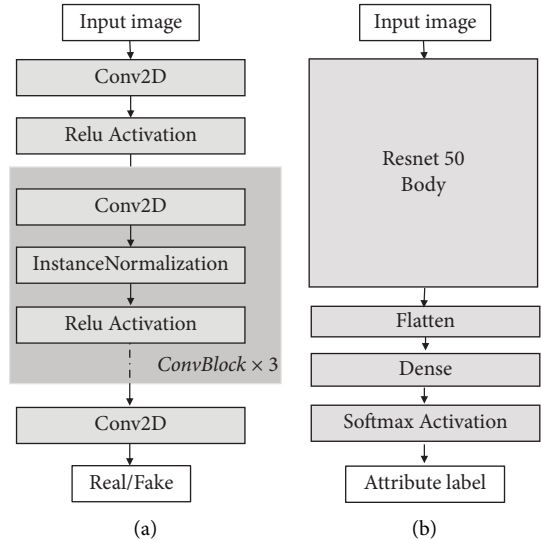 Input image
Conv2D
Relu Activation
Conv2D
InstanceNormalization
Relu Activation
ConvBlock × 3
Conv2D
Real/Fake
(a)
Input image
Resnet 50
Body
Flatten
Dense
Softmax Activation
Attribute label
(b)